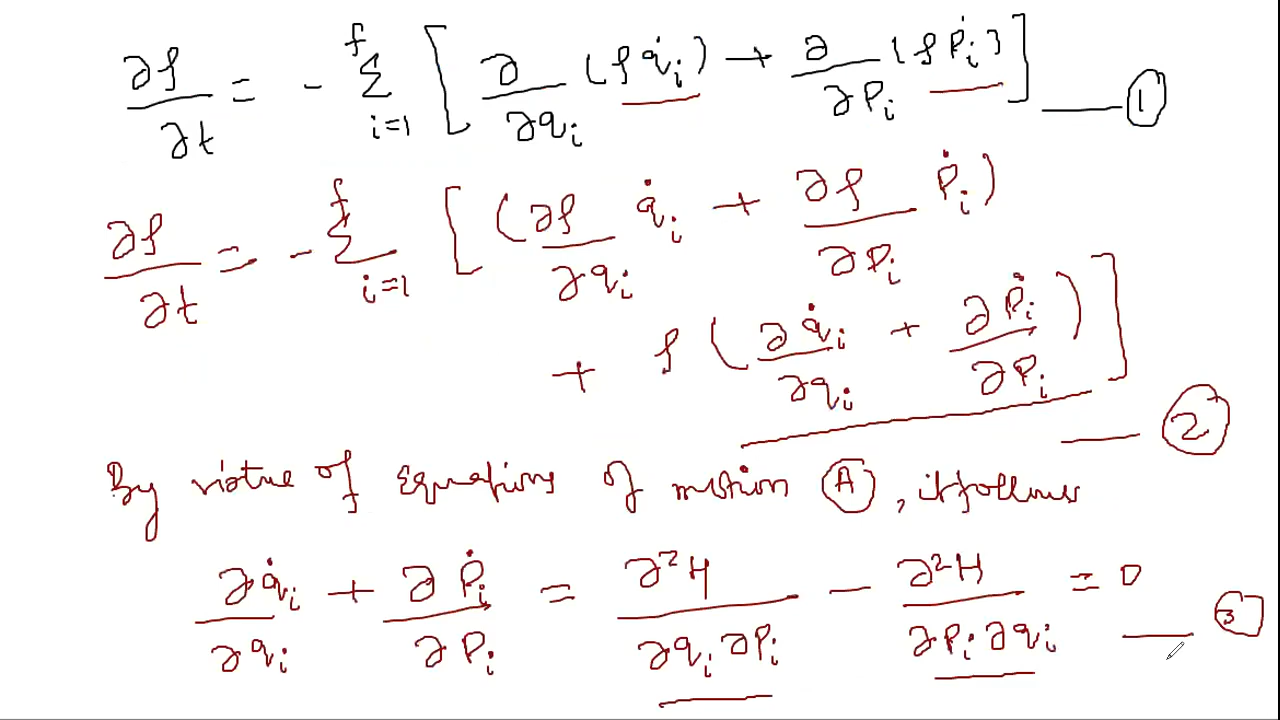 ∂ρ/∂t = - Σ_{i=1}^{f} [ ∂/∂q_i (ρ q̇_i) + ∂/∂p_i (ρ ṗ_i) ] —— ①
∂ρ/∂t = - Σ_{i=1}^{f} [ (∂ρ/∂q_i q̇_i + ∂ρ/∂p_i ṗ_i)
+ ρ ( ∂q̇_i/∂q_i + ∂ṗ_i/∂p_i ) ] —— ②
By virtue of Equations of motion Ⓐ, it follows
∂q̇_i/∂q_i + ∂ṗ_i/∂p_i = ∂²H/∂q_i ∂p_i - ∂²H/∂p_i ∂q_i = 0 —— ③